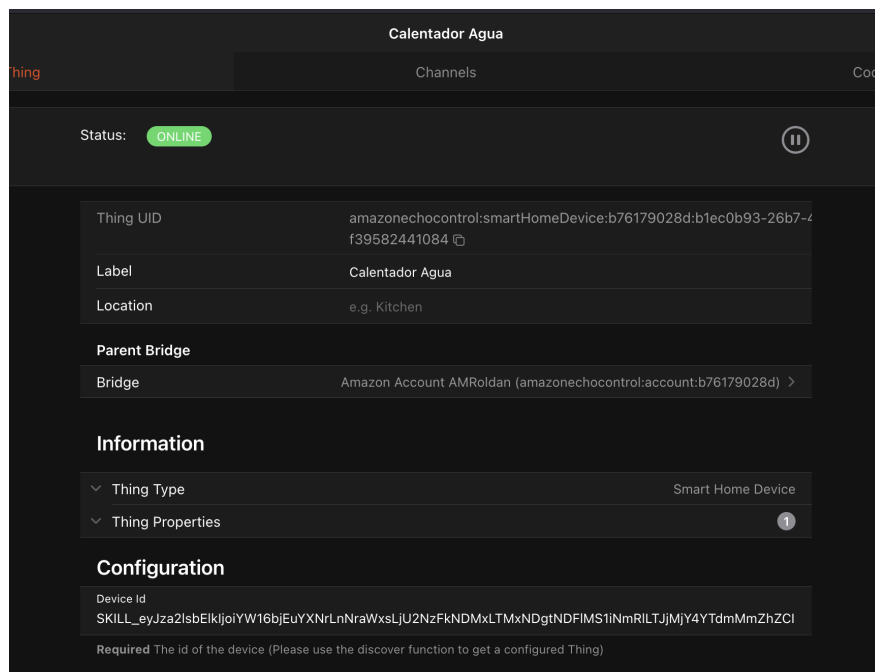 Calentador Agua
Thing
Channels
Status:
ONLINE
Thing UID
amazonechocontrol:smartHomeDevice:b76179028d:b1ec0b93-26b7-4
f39582441084
Label
Calentador Agua
Location
e.g. Kitchen
Parent Bridge
Bridge
Amazon Account AMRoldan (amazonechocontrol:account:b76179028d)
Information
Thing Type
Smart Home Device
Thing Properties
1
Configuration
Device Id
SKILL_eyJza2lsbElkIjoiYW16bjEuYXNrLnNraWxsLjU2NzFkNDMxLTMxNDgtNDFlMS1iNmRlLTJjMjY4YTdmMmZhZCI
Required The id of the device (Please use the discover function to get a configured Thing)